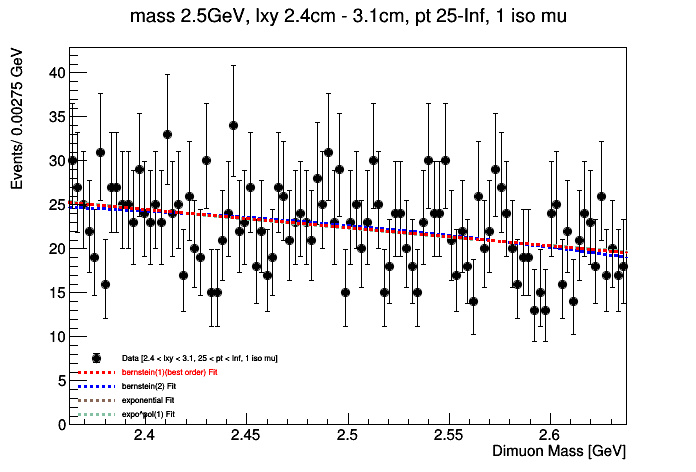 mass 2.5GeV, lxy 2.4cm - 3.1cm, pt 25-Inf, 1 iso mu
Events/ 0.00275 GeV
40
35
30
25
20
15
10
5
0
Data [2.4 < lxy < 3.1, 25 < pt < Inf, 1 iso mu]
bernstein(1)(best order) Fit
bernstein(2) Fit
exponential Fit
expo*pol(1) Fit
2.4
2.45
2.5
2.55
2.6
Dimuon Mass [GeV]